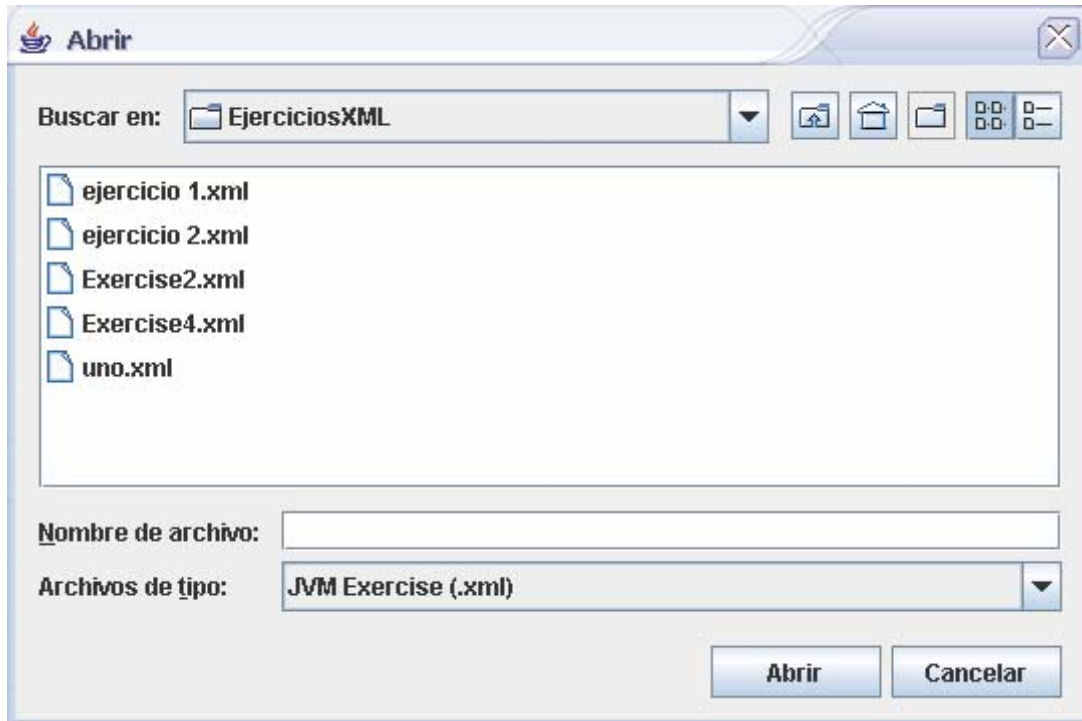 Abrir
Buscar en: EjerciciosXML
ejercicio 1.xml
ejercicio 2.xml
Exercise2.xml
Exercise4.xml
uno.xml
Nombre de archivo:
Archivos de tipo: JVM Exercise (.xml)
Abrir Cancelar